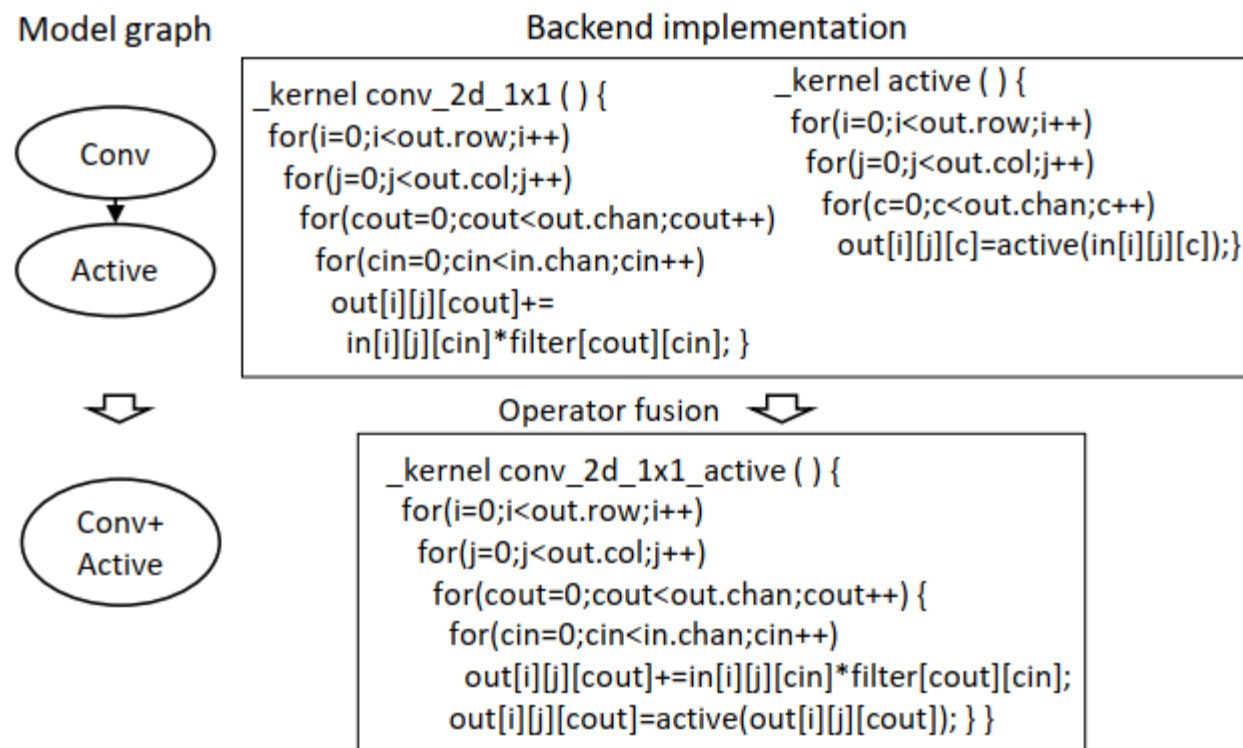 Model graph
Backend implementation
Conv
Active
_kernel conv_2d_1x1 ( ) {
for(i=0;i<out.row;i++)
for(j=0;j<out.col;j++)
for(cout=0;cout<out.chan;cout++)
for(cin=0;cin<in.chan;cin++)
out[i][j][cout]+=
in[i][j][cin]*filter[cout][cin]; }
_kernel active ( ) {
for(i=0;i<out.row;i++)
for(j=0;j<out.col;j++)
for(c=0;c<out.chan;c++)
out[i][j][c]=active(in[i][j][c]);}
Operator fusion
Conv+
Active
_kernel conv_2d_1x1_active ( ) {
for(i=0;i<out.row;i++)
for(j=0;j<out.col;j++)
for(cout=0;cout<out.chan;cout++) {
for(cin=0;cin<in.chan;cin++)
out[i][j][cout]+=in[i][j][cin]*filter[cout][cin];
out[i][j][cout]=active(out[i][j][cout]); } }